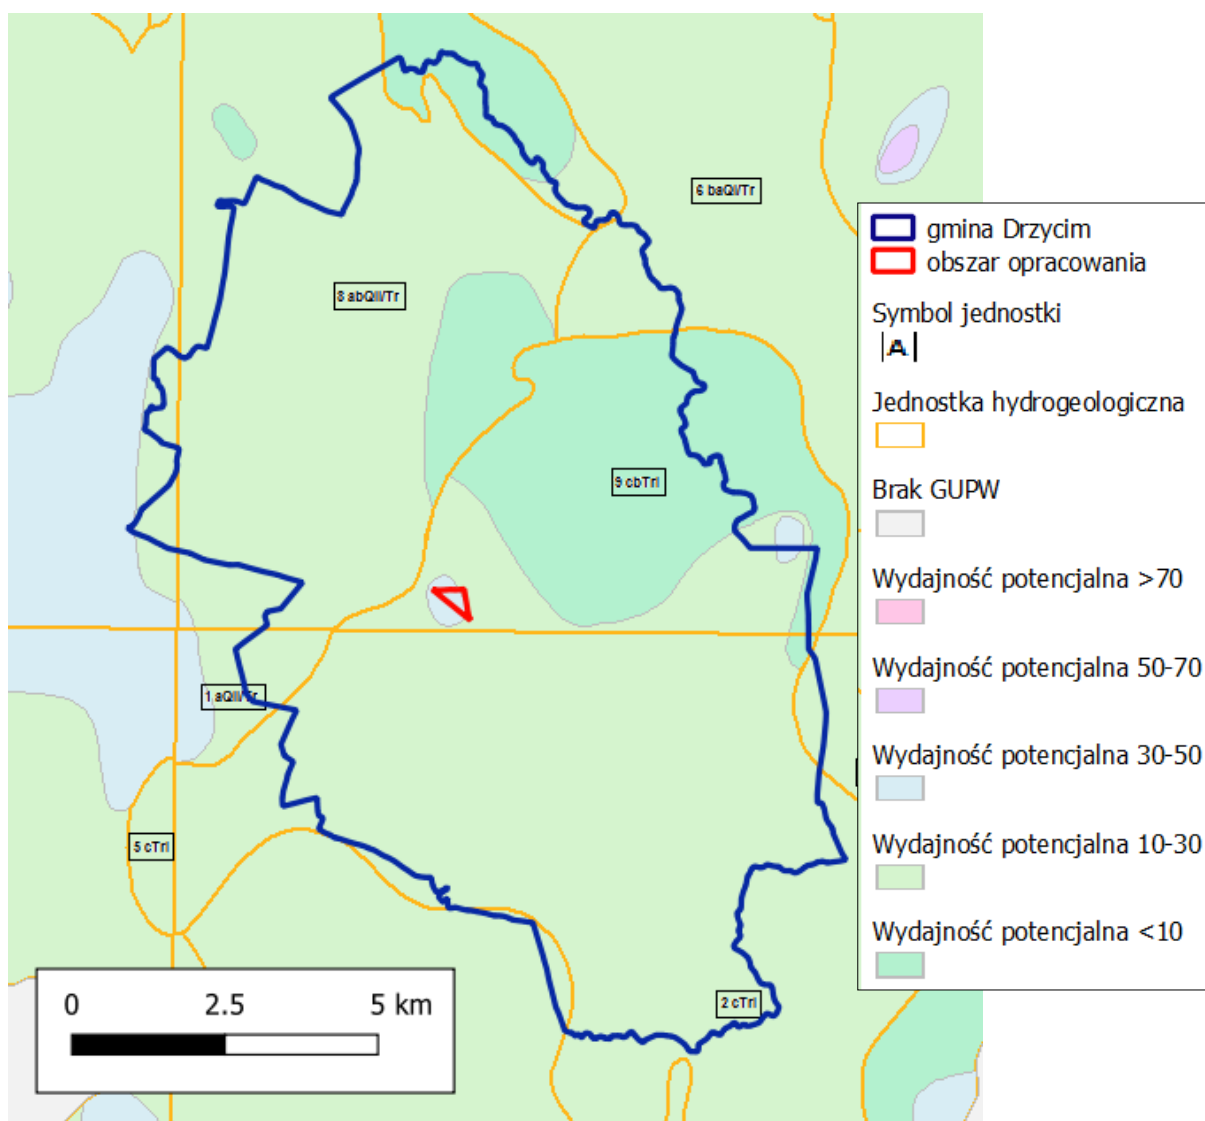 6 baQI/Tr
8 abQII/Tr
9 cbTrI
1 aQII/Tr
5 cTrI
2 cTrI
0 2.5 5 km
gmina Drzycim
obszar opracowania
Symbol jednostki
|A|
Jednostka hydrogeologiczna
Brak GUPW
Wydajność potencjalna >70
Wydajność potencjalna 50-70
Wydajność potencjalna 30-50
Wydajność potencjalna 10-30
Wydajność potencjalna <10